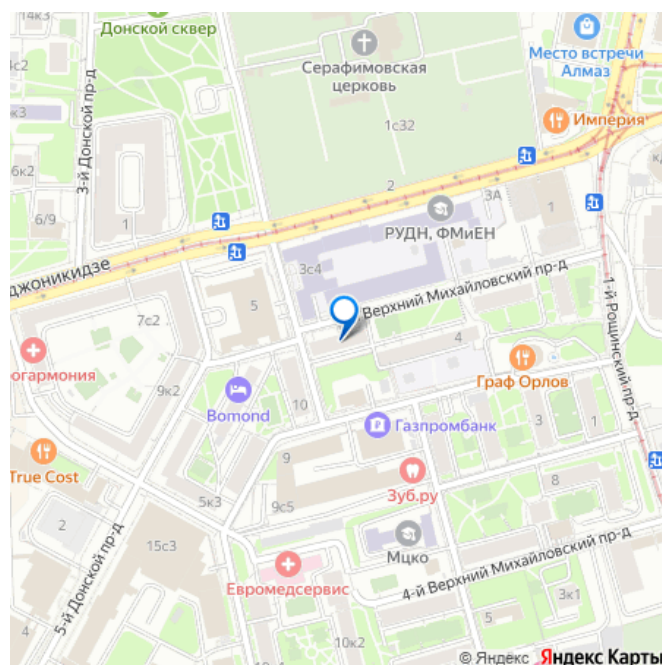 14к3
Донской сквер
4с2
3-й Донской пр-д
к3
Серафимовская
церковь
Место встречи
Алмаз
1с32
Империя
6к2
6/9
1
2
3А
1
РУДН, ФМиЕН
джоникидзе
3с4
5
Верхний Михайловский пр-д
1-й Рощинский пр-д
7с2
4
огармония
9к2
Bomond
Граф Орлов
10
Газпромбанк
3
1
True Cost
9
5к3
9с5
Зуб.ру
8
2
15с3
Мцко
5-й Донской пр-д
Евромедсервис
4-й Верхний Михайловский пр-д
3к1
5
10к2
© Яндекс Яндекс Карты